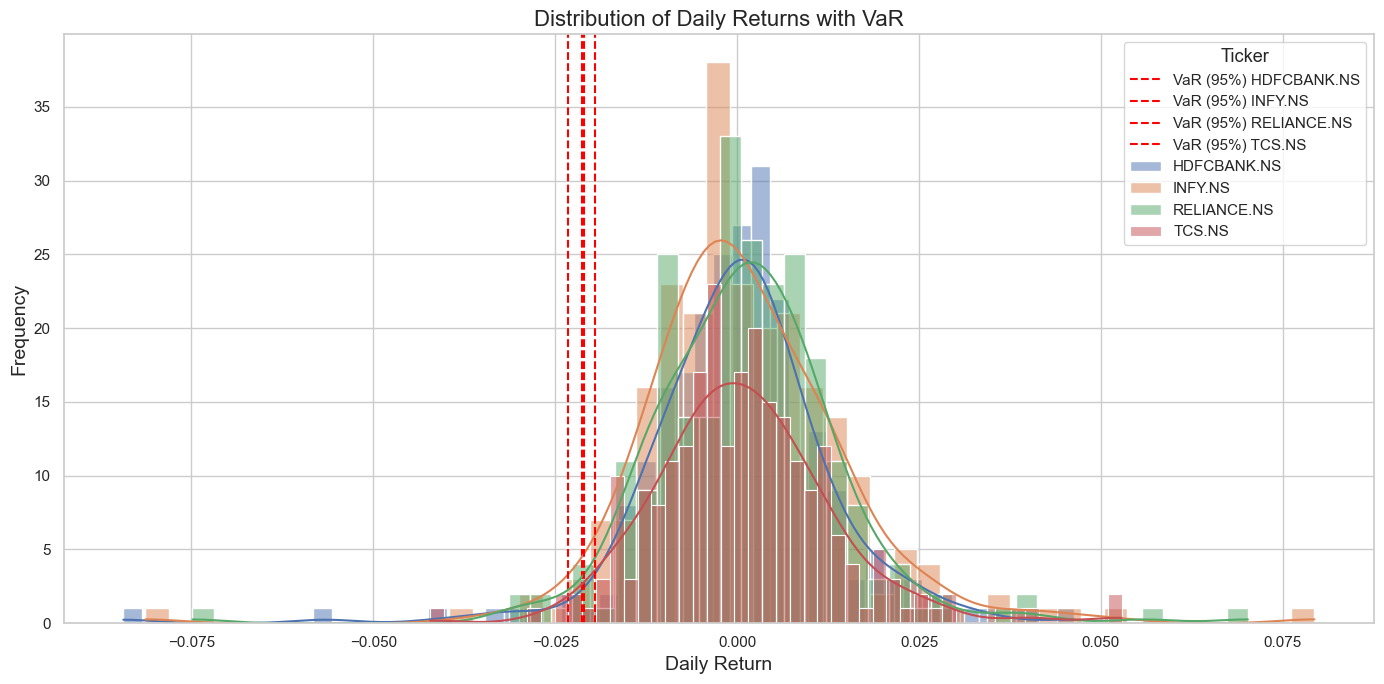 Distribution of Daily Returns with VaR
Ticker
VaR (95%) HDFCBANK.NS
VaR (95%) INFY.NS
VaR (95%) RELIANCE.NS
VaR (95%) TCS.NS
HDFCBANK.NS
INFY.NS
RELIANCE.NS
TCS.NS
Frequency
35
30
25
20
15
10
5
0
−0.075
−0.050
−0.025
0.000
0.025
0.050
0.075
Daily Return